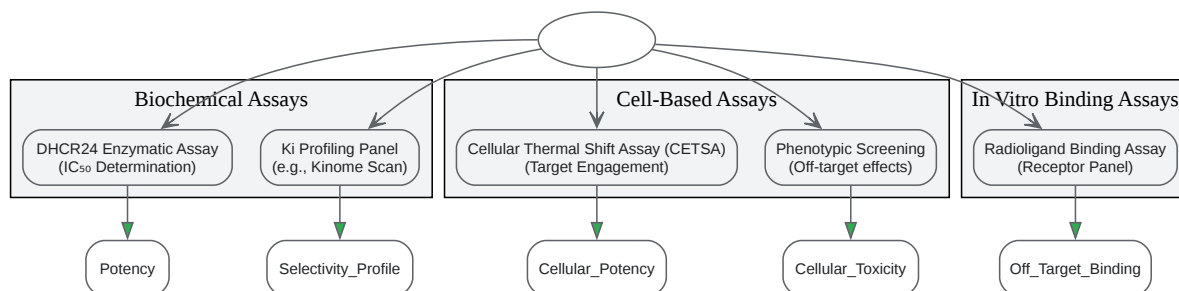 Biochemical Assays
Cell-Based Assays
In Vitro Binding Assays
DHCR24 Enzymatic Assay
(IC₅₀ Determination)
Ki Profiling Panel
(e.g., Kinome Scan)
Cellular Thermal Shift Assay (CETSA)
(Target Engagement)
Phenotypic Screening
(Off-target effects)
Radioligand Binding Assay
(Receptor Panel)
Potency
Selectivity_Profile
Cellular_Potency
Cellular_Toxicity
Off_Target_Binding